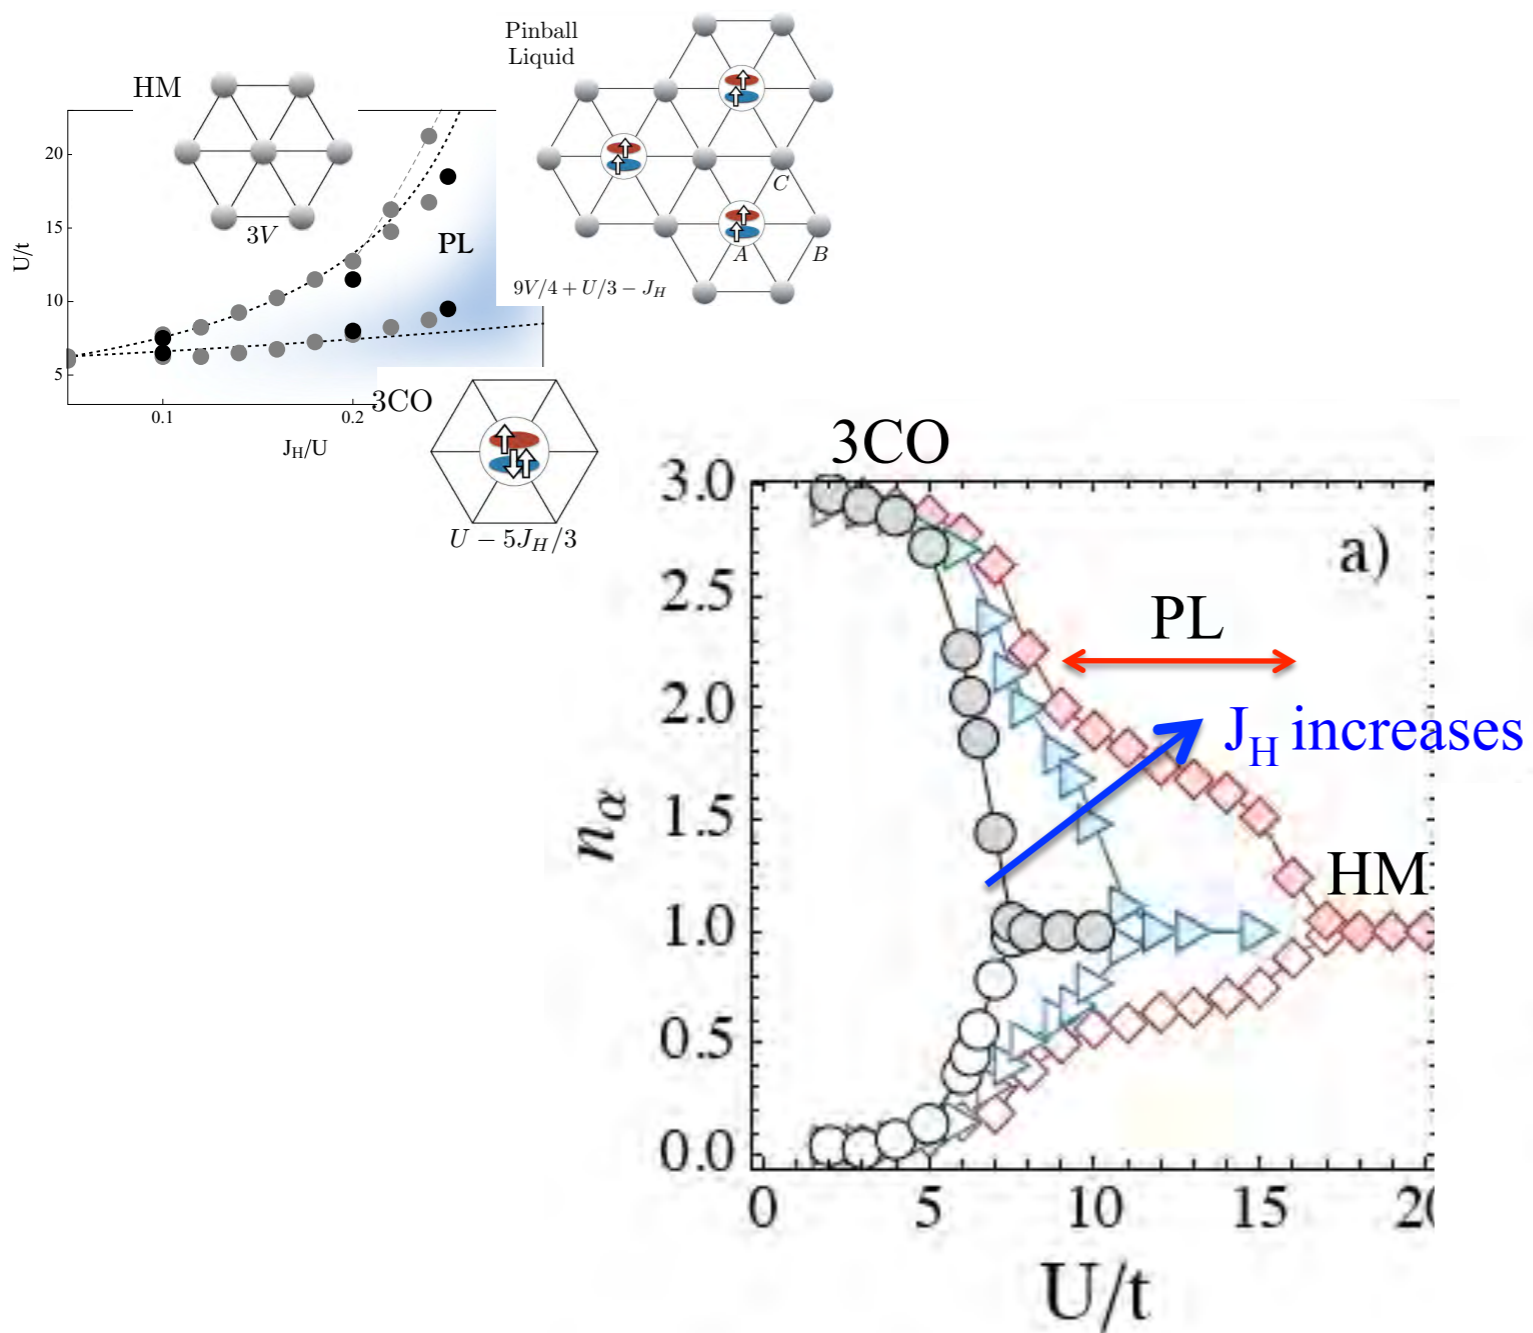 Pinball
Liquid
HM
3V
U/t
20
15
10
5
0.1
0.2
J_H/U
PL
C
A
B
9V/4 + U/3 − J_H
3CO
U − 5J_H/3
3CO
a)
PL
J_H increases
HM
n_α
3.0
2.5
2.0
1.5
1.0
0.5
0.0
0
5
10
15
U/t